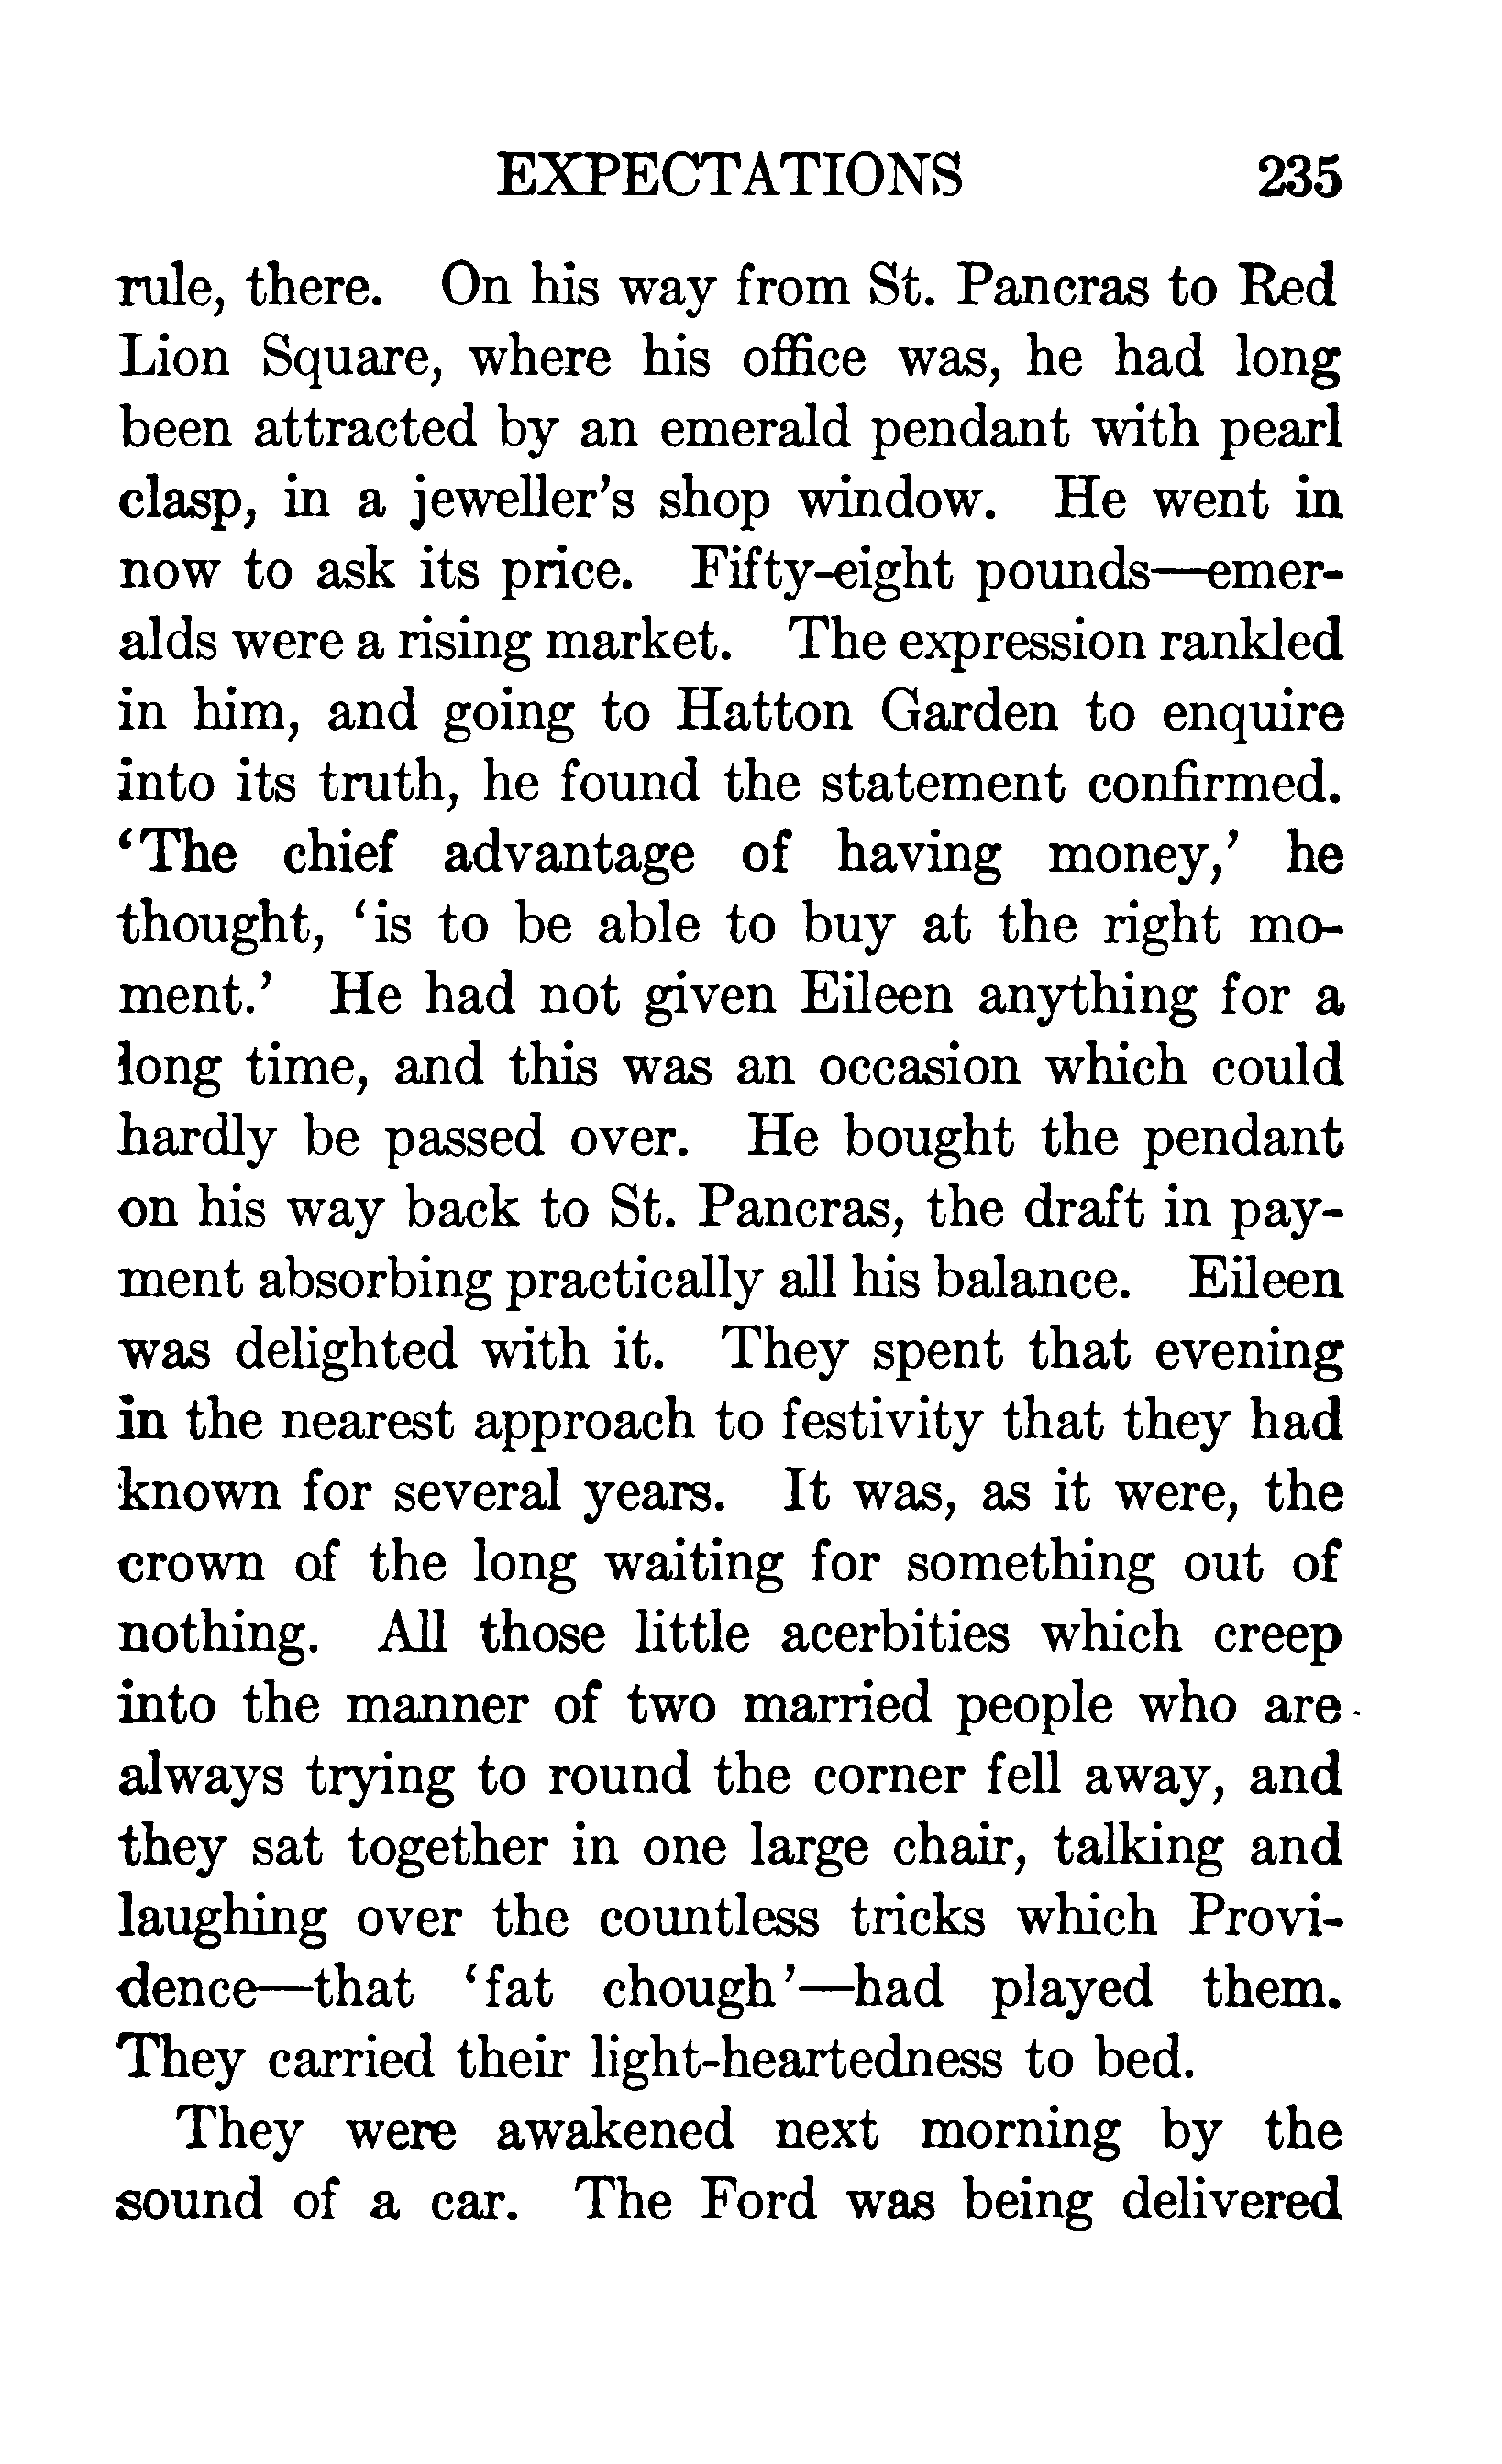 EXPECTATIONS 235
rule, there. On his way from St. Pancras to Red
Lion Square, where his office was, he had long
been attracted by an emerald pendant with pearl
clasp, in a jeweller's shop window. He went in
now to ask its price. Fifty-eight pounds—emer-
alds were a rising market. The expression rankled
in him, and going to Hatton Garden to enquire
into its truth, he found the statement confirmed.
‘The chief advantage of having money,’ he
thought, ‘is to be able to buy at the right mo-
ment.’ He had not given Eileen anything for a
long time, and this was an occasion which could
hardly be passed over. He bought the pendant
on his way back to St. Pancras, the draft in pay-
ment absorbing practically all his balance. Eileen
was delighted with it. They spent that evening
in the nearest approach to festivity that they had
known for several years. It was, as it were, the
crown of the long waiting for something out of
nothing. All those little acerbities which creep
into the manner of two married people who are
always trying to round the corner fell away, and
they sat together in one large chair, talking and
laughing over the countless tricks which Provi-
dence—that ‘fat chough’—had played them.
They carried their light-heartedness to bed.
They were awakened next morning by the
sound of a car. The Ford was being delivered